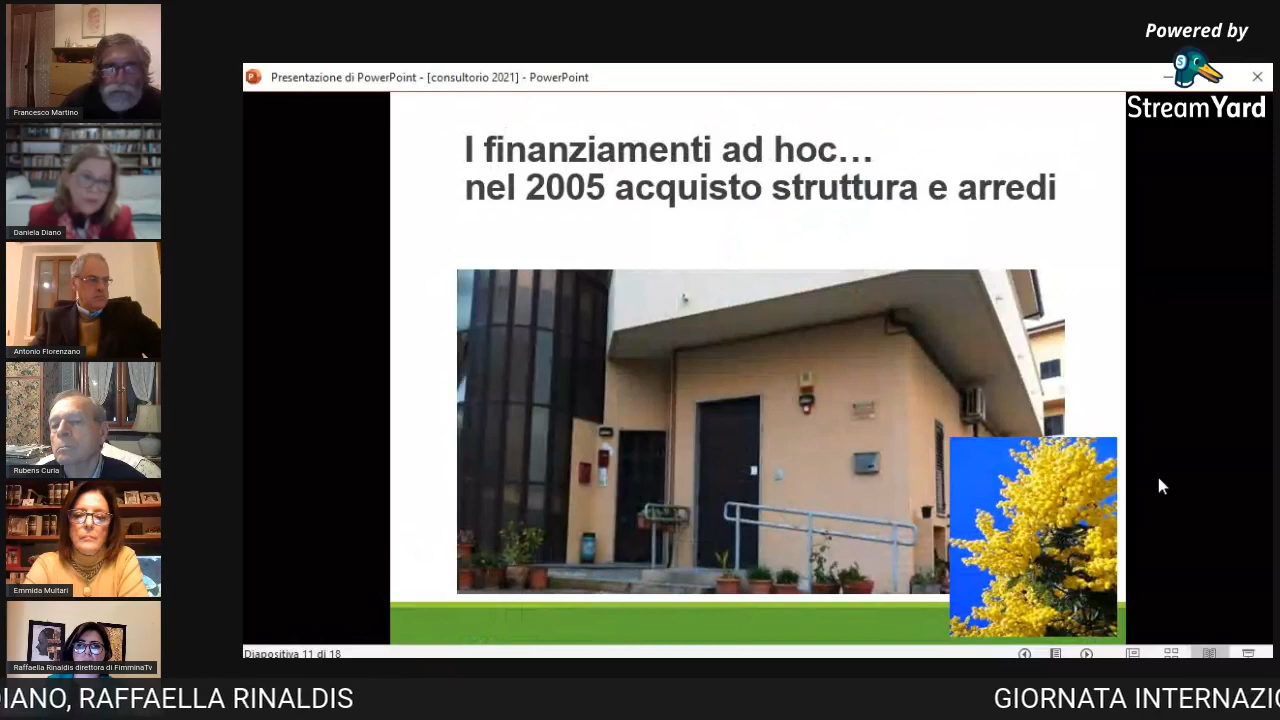 Powered by
StreamYard
Presentazione di PowerPoint - [consultorio 2021] - PowerPoint
I finanziamenti ad hoc…
nel 2005 acquisto struttura e arredi
Francesco Martino
Daniela Diano
Antonio Florenzano
Rubens Curia
Emmida Multari
Raffaella Rinaldis direttora di FimminaTv
Diapositiva 11 di 18
DIANO, RAFFAELLA RINALDIS
GIORNATA INTERNAZIO